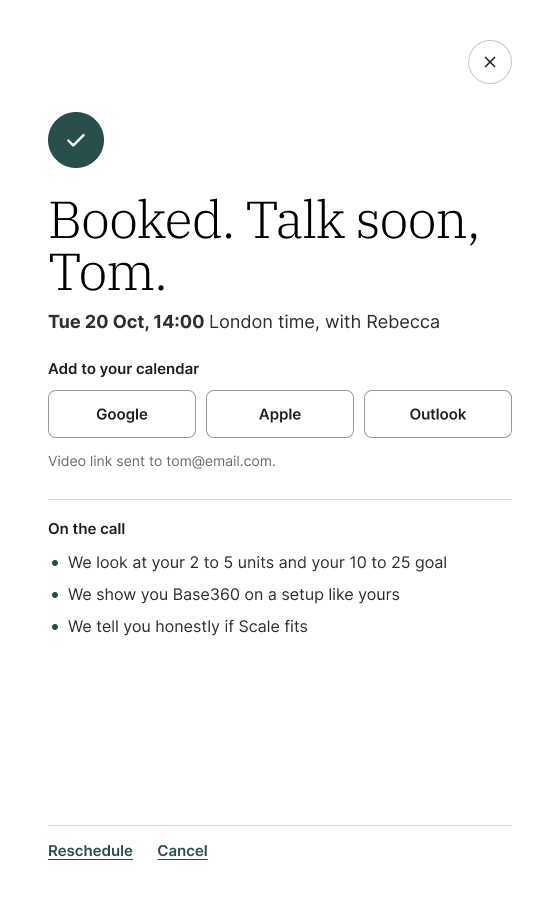 Booked. Talk soon,
Tom.
Tue 20 Oct, 14:00 London time, with Rebecca
Add to your calendar
Google
Apple
Outlook
Video link sent to tom@email.com.
On the call
We look at your 2 to 5 units and your 10 to 25 goal
We show you Base360 on a setup like yours
We tell you honestly if Scale fits
Reschedule
Cancel